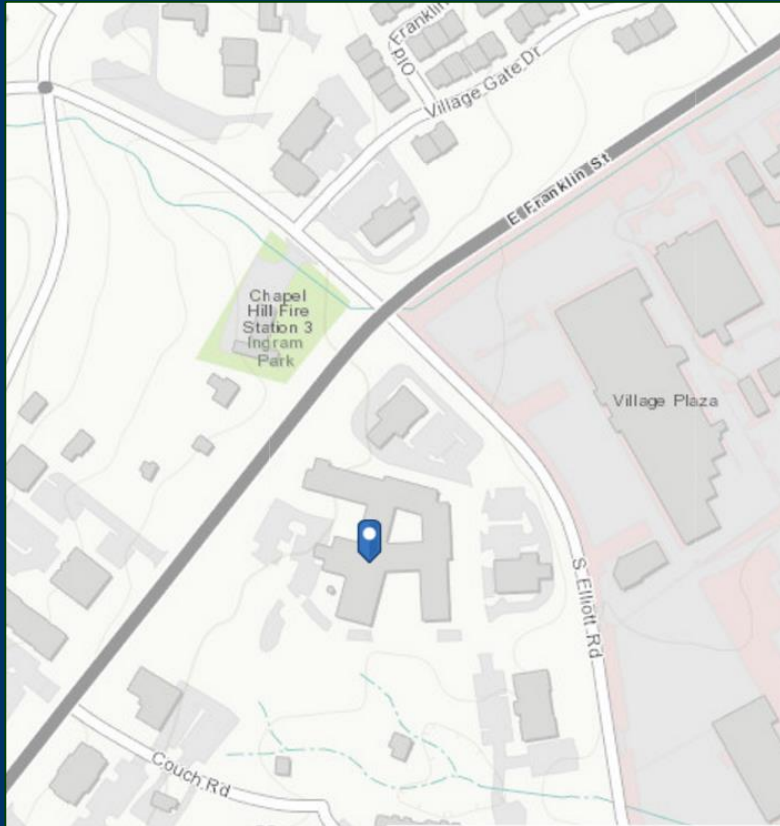 Franklin
Old
Village Gate Dr
E Franklin St
Chapel
Hill Fire
Station 3
Ingram
Park
Village Plaza
S Elliott Rd
Couch Rd